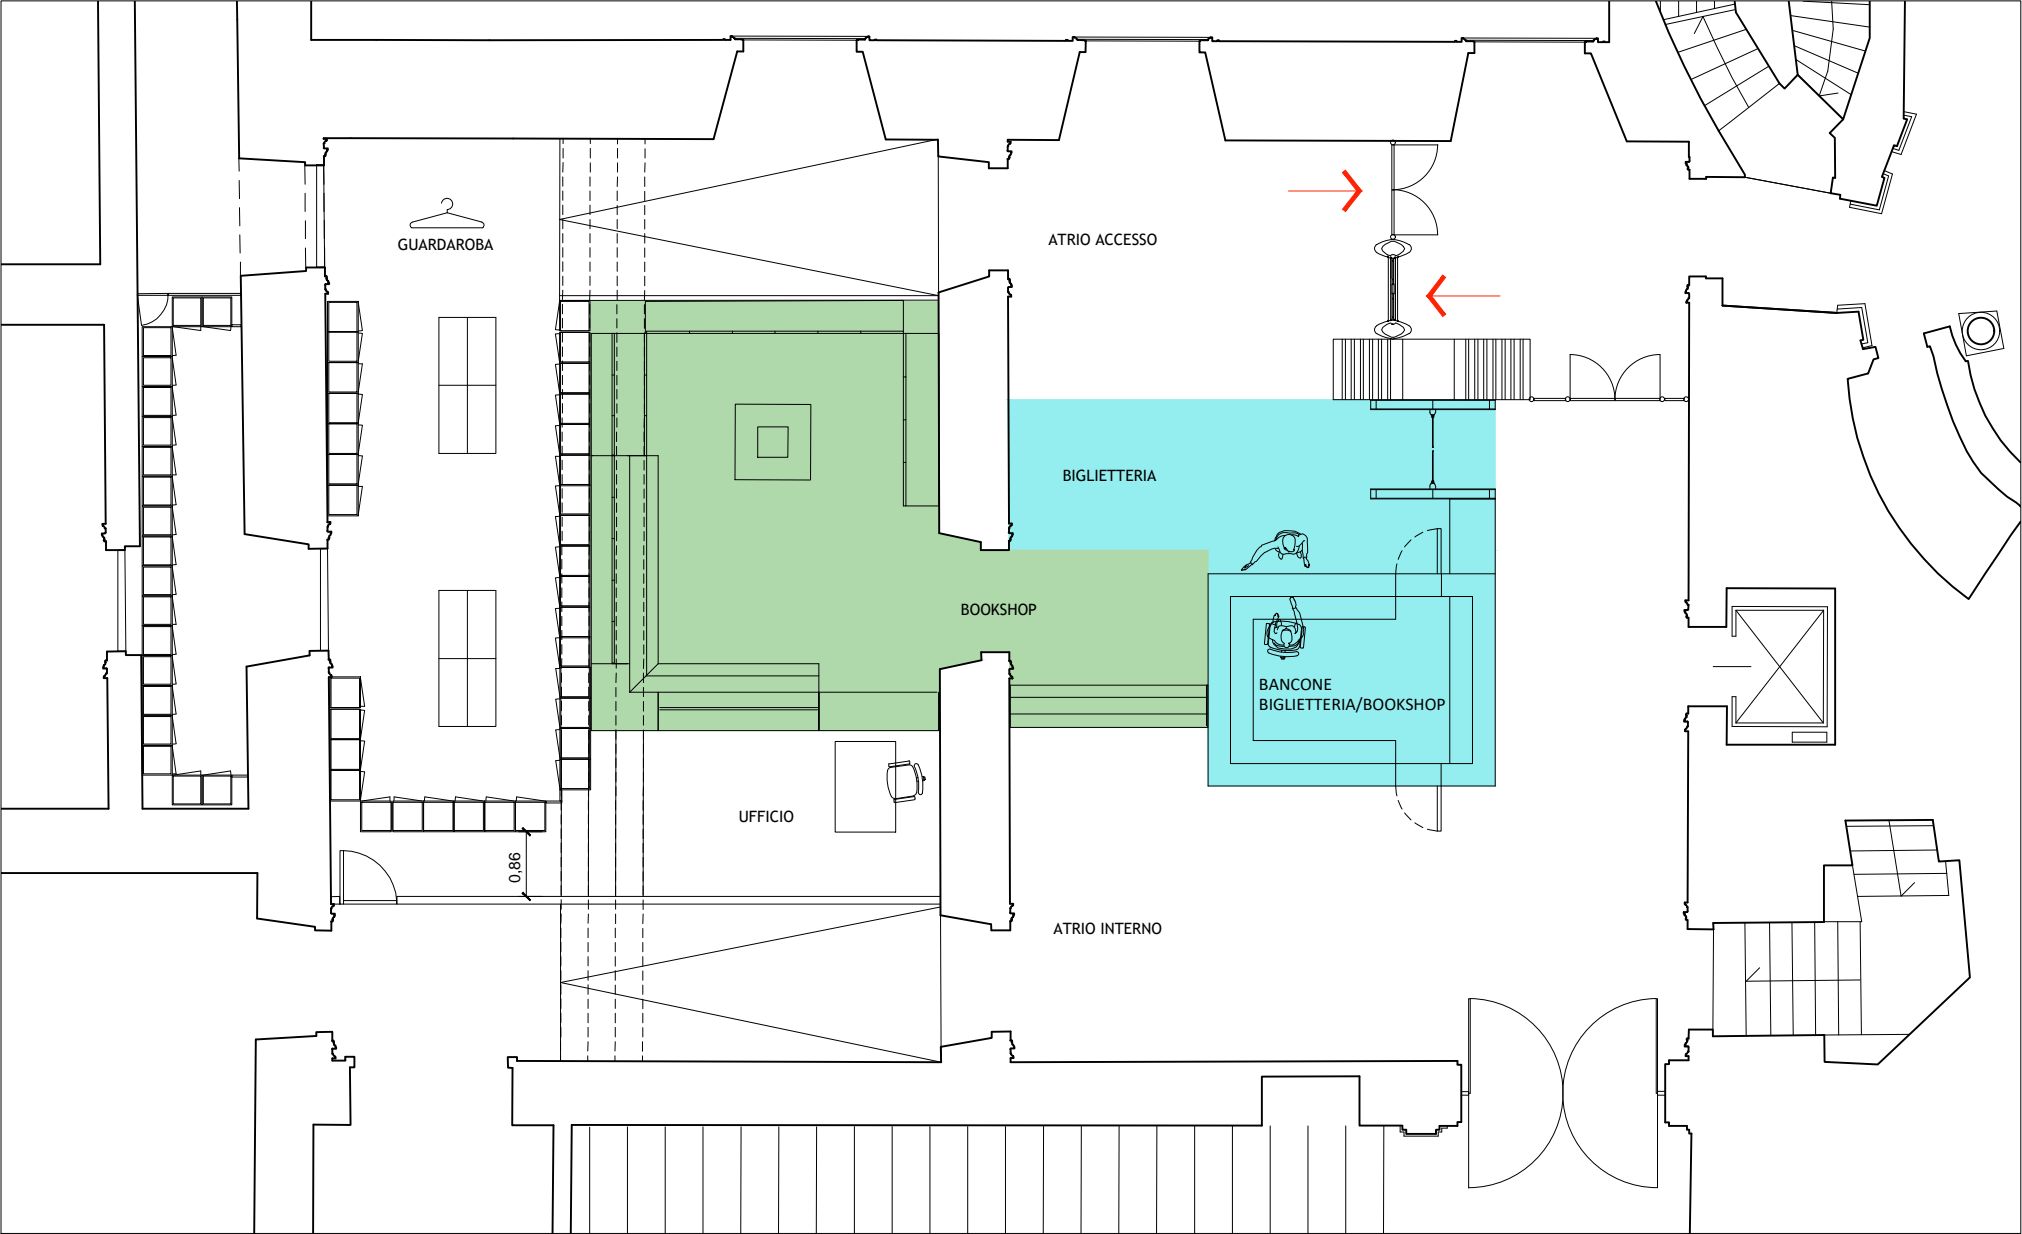 GUARDAROBA
ATRIO ACCESSO
BIGLIETTERIA
BOOKSHOP
BANCONE
BIGLIETTERIA/BOOKSHOP
UFFICIO
0,86
ATRIO INTERNO